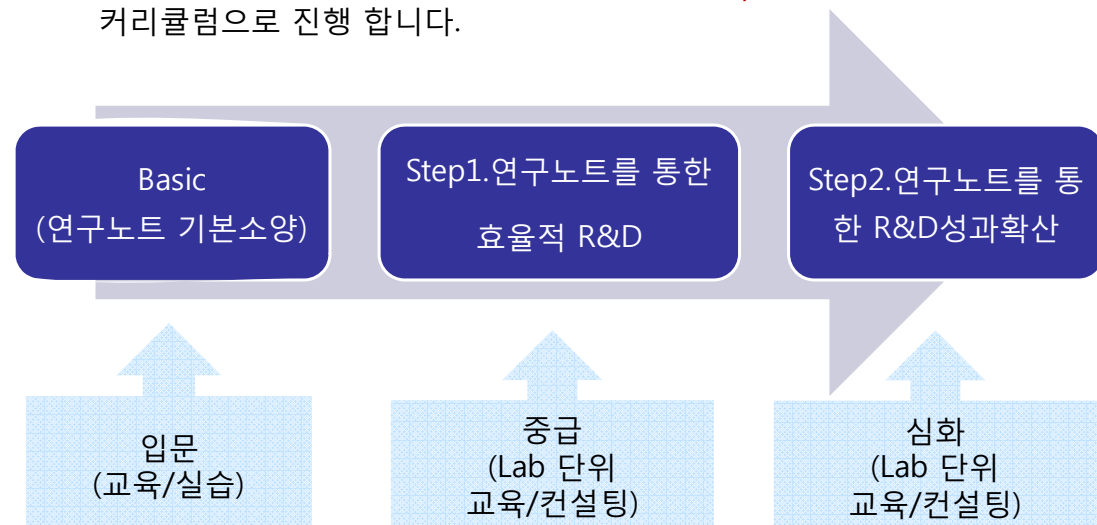 커리큘럼으로 진행 합니다.
Basic
(연구노트 기본소양)
Step1.연구노트를 통한
효율적 R&D
Step2.연구노트를 통
한 R&D성과확산
입문
(교육/실습)
중급
(Lab 단위
교육/컨설팅)
심화
(Lab 단위
교육/컨설팅)